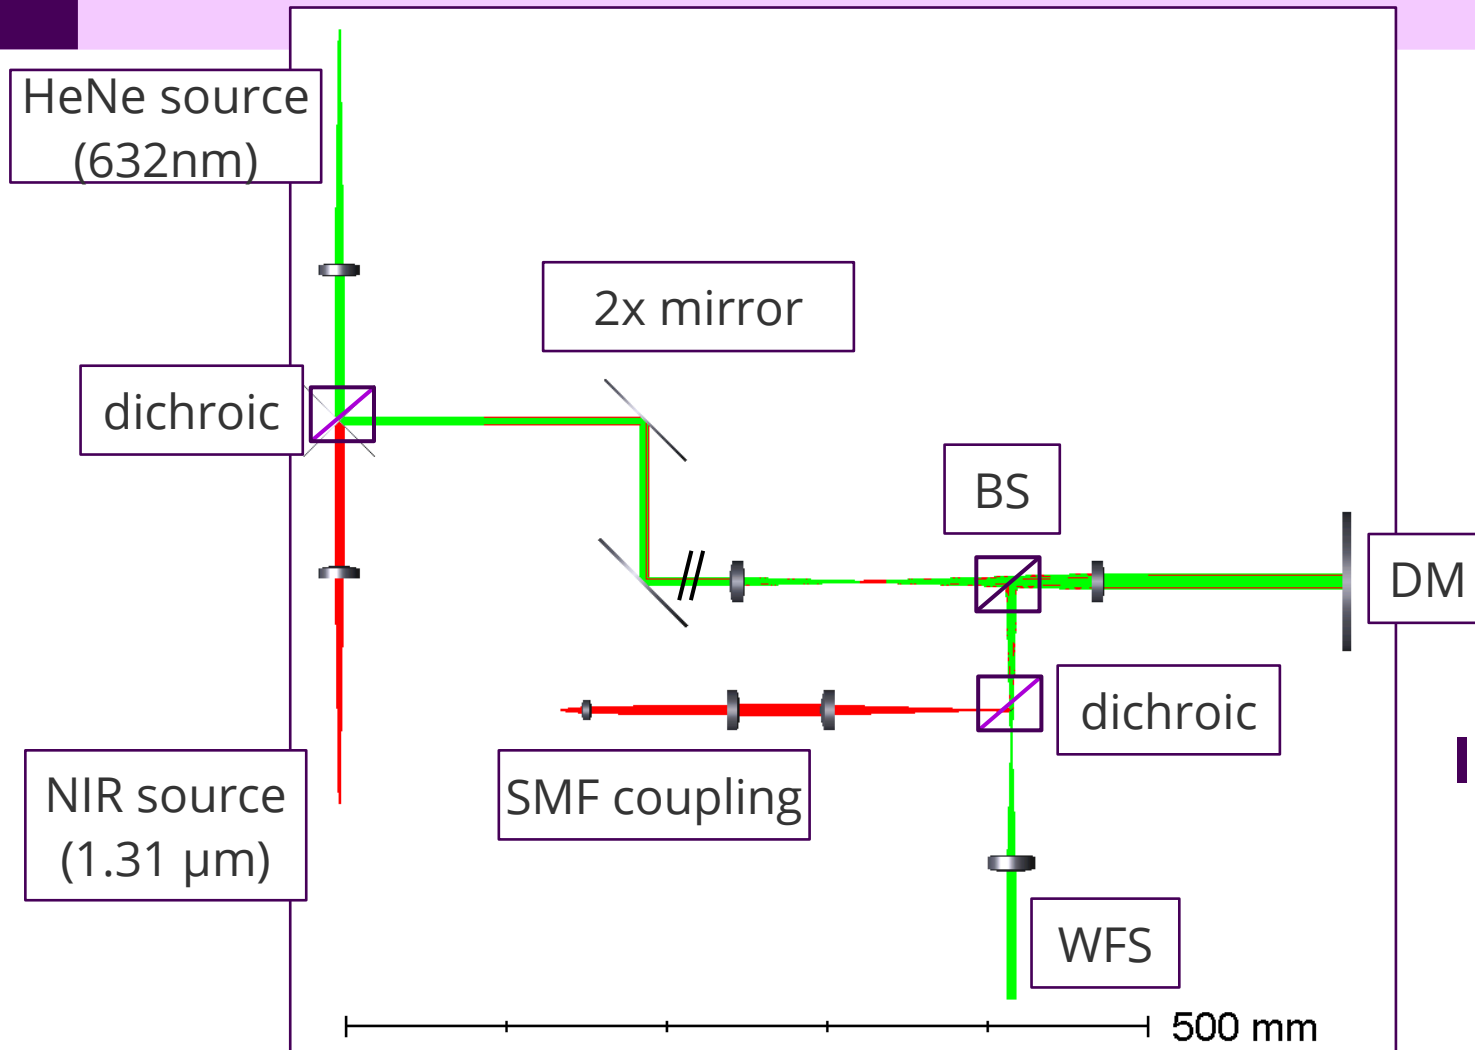 HeNe source
(632nm)
2x mirror
dichroic
BS
DM
dichroic
NIR source
(1.31 µm)
SMF coupling
WFS
500 mm